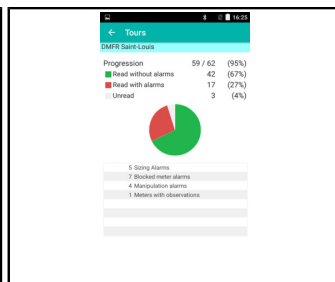 16:25
← Tours
DMFR Saint-Louis
Progression 59 / 62 (95%)
Read without alarms 42 (67%)
Read with alarms 17 (27%)
Unread 3 (4%)
5 Sizing Alarms
7 Blocked meter alarms
4 Manipulation alarms
1 Meters with observations